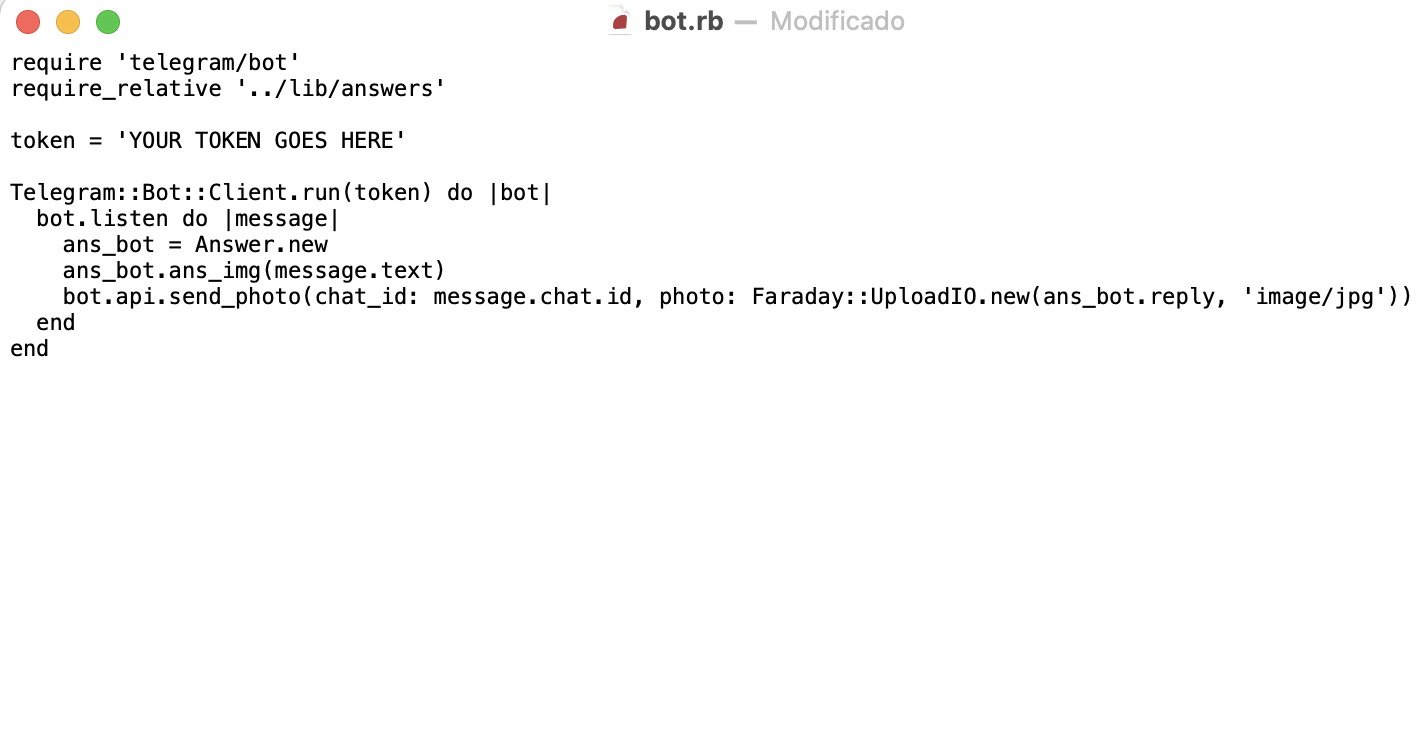 bot.rb — Modificado
require 'telegram/bot'
require_relative '../lib/answers'
token = 'YOUR TOKEN GOES HERE'
Telegram::Bot::Client.run(token) do |bot|
  bot.listen do |message|
    ans_bot = Answer.new
    ans_bot.ans_img(message.text)
    bot.api.send_photo(chat_id: message.chat.id, photo: Faraday::UploadIO.new(ans_bot.reply, 'image/jpg'))
  end
end